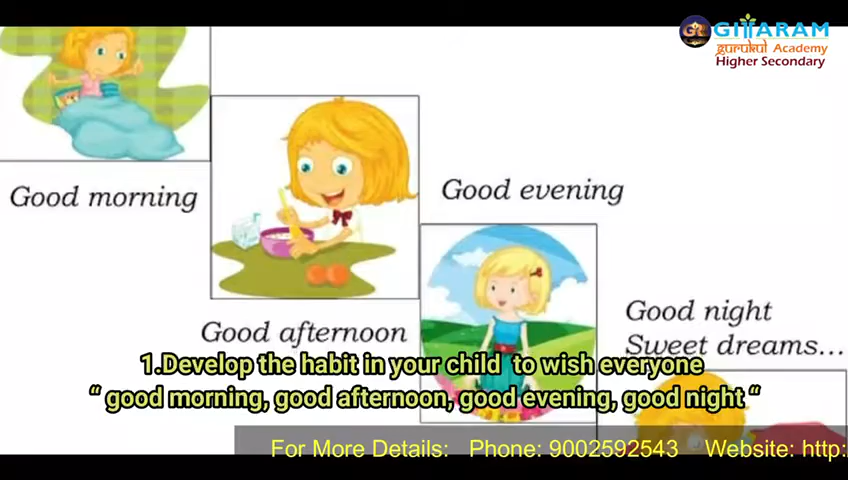 GITTARAM
gurukul Academy
Higher Secondary
Good morning
Good evening
Good afternoon
Good night
Sweet dreams...
1.Develop the habit in your child to wish everyone
“ good morning, good afternoon, good evening, good night “
For More Details: Phone: 9002592543 Website: http: